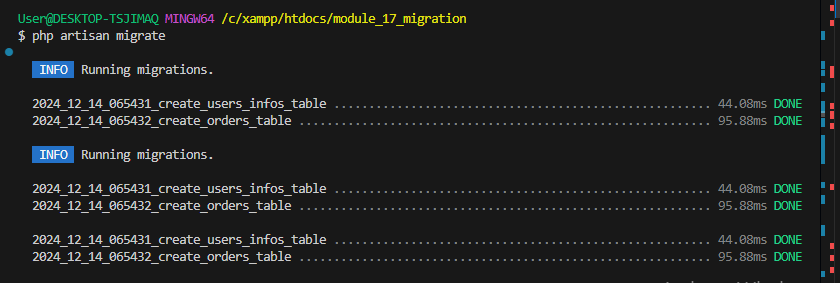 User@DESKTOP-TSJIMAQ MINGW64 /c/xampp/htdocs/module_17_migration
$ php artisan migrate
INFO Running migrations.
2024_12_14_065431_create_users_infos_table ...................................................... 44.08ms DONE
2024_12_14_065432_create_orders_table ........................................................... 95.88ms DONE
INFO Running migrations.
2024_12_14_065431_create_users_infos_table ...................................................... 44.08ms DONE
2024_12_14_065432_create_orders_table ........................................................... 95.88ms DONE
2024_12_14_065431_create_users_infos_table ...................................................... 44.08ms DONE
2024_12_14_065432_create_orders_table ........................................................... 95.88ms DONE